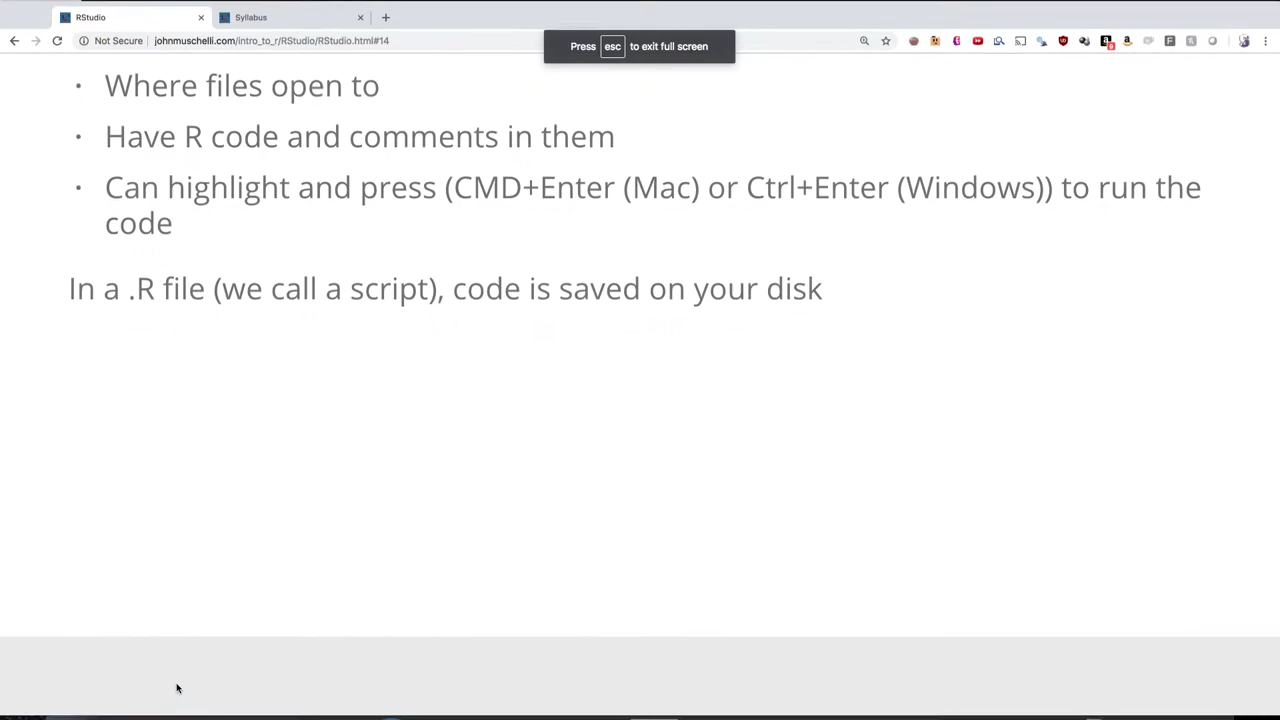 RStudio
Syllabus
Not Secure
johnmuschelli.com/intro_to_r/RStudio/RStudio.html#14
Press esc to exit full screen
• Where files open to
• Have R code and comments in them
• Can highlight and press (CMD+Enter (Mac) or Ctrl+Enter (Windows)) to run the
code
In a .R file (we call a script), code is saved on your disk